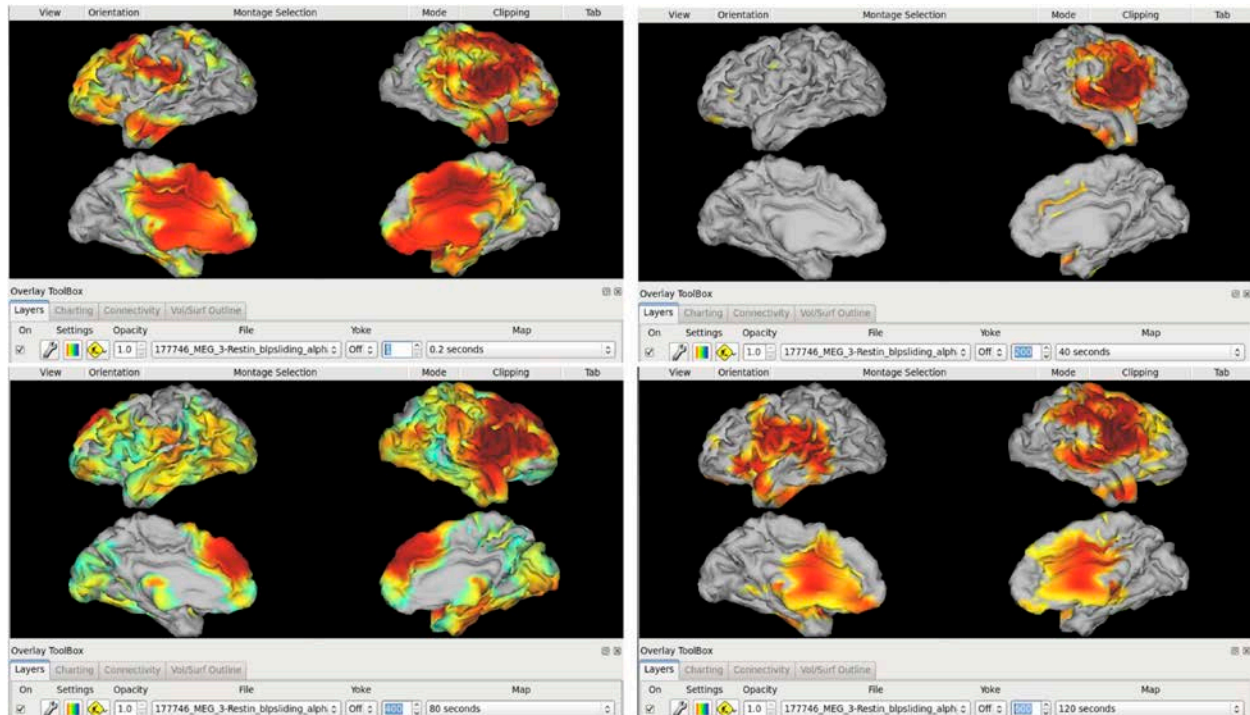 View Orientation Montage Selection Mode Clipping Tab
Overlay ToolBox
Layers Charting Connectivity Vol/Surf Outline
On Settings Opacity File Yoke Map
1.0 177746_MEG_3-Restin_blpsliding_alph Off 1 0.2 seconds
View Orientation Montage Selection Mode Clipping Tab
Overlay ToolBox
Layers Charting Connectivity Vol/Surf Outline
On Settings Opacity File Yoke Map
1.0 177746_MEG_3-Restin_blpsliding_alph Off 200 40 seconds
View Orientation Montage Selection Mode Clipping Tab
Overlay ToolBox
Layers Charting Connectivity Vol/Surf Outline
On Settings Opacity File Yoke Map
1.0 177746_MEG_3-Restin_blpsliding_alph Off 400 80 seconds
View Orientation Montage Selection Mode Clipping Tab
Overlay ToolBox
Layers Charting Connectivity Vol/Surf Outline
On Settings Opacity File Yoke Map
1.0 177746_MEG_3-Restin_blpsliding_alph Off 120 seconds